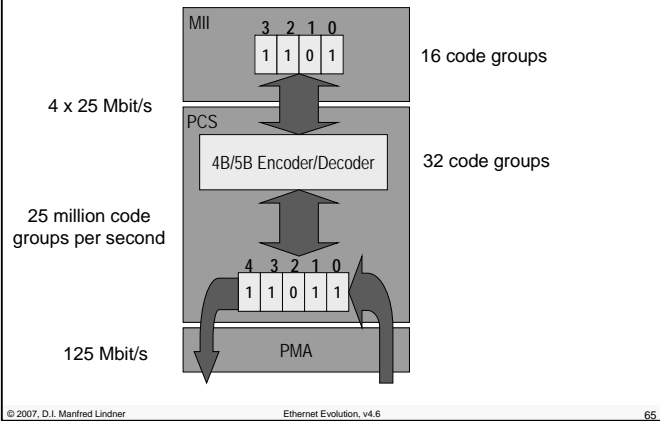 MII
3 2 1 0
1 1 0 1
16 code groups
4 x 25 Mbit/s
PCS
4B/5B Encoder/Decoder
32 code groups
25 million code
groups per second
4 3 2 1 0
1 1 0 1 1
125 Mbit/s
PMA
© 2007, D.I. Manfred Lindner
Ethernet Evolution, v4.6
65